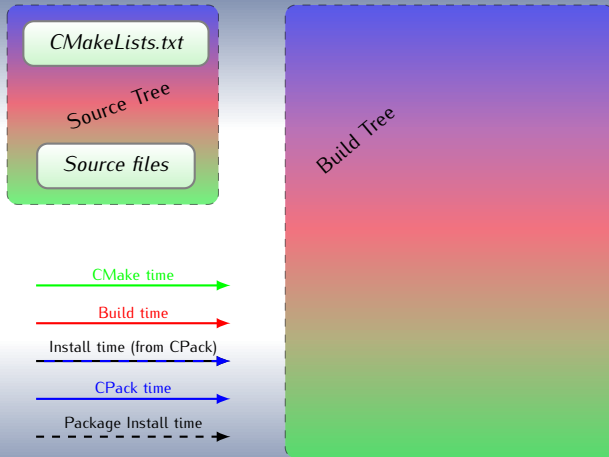 CMakeLists.txt
Source Tree
Source files
Build Tree
CMake time
Build time
Install time (from CPack)
CPack time
Package Install time